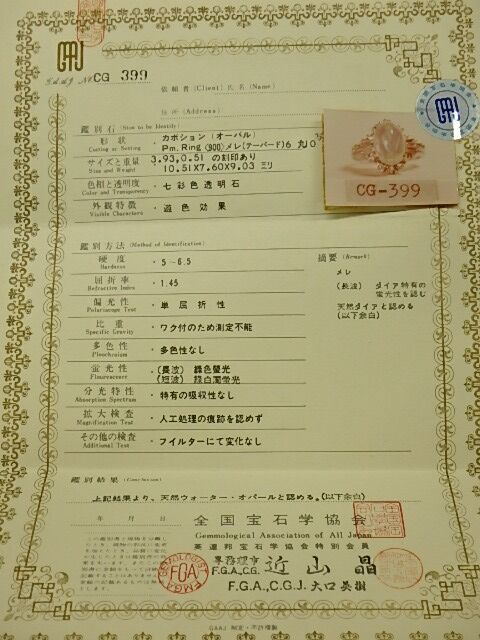 GAAJ
CG 399
依頼者 (Client) 氏名 (Name)
住所 (Address)
鑑別石 (Stone to be Identify)
形状 カボション (オーバル)
Cutting or Setting Pm. Ring (900) メレ (テーパード) 6 丸0
サイズと重量 3.93, 0.51 の刻印あり
Size and Weight 10.51X7.60X9.03 ミリ
色相と透明度 ・七彩色透明石
Color and Transparency
外観特徴 ・遊色効果
Visible Characters
CG-399
GAAJ
鑑別方法 (Method of Identification)
摘要 (Remark)
硬度 ・5-6.5
Hardness
メレ
屈折率 ・1.45
Refractive Index
(長波) ダイア特有の
螢光性を認む
偏光性 ・単屈折性
Polariscope Test
天然ダイアと認める
(以下余白)
比重 ・ワク付のため測定不能
Specific Gravity
多色性 ・多色性なし
Pleochroism
螢光性 ・(長波) 緑色螢光
Fluorescence (短波) 緑白濁螢光
分光特性 ・特有の吸収性なし
Absorption Spectrum
拡大検査 ・人工処理の痕跡を認めず
Magnification Test
その他の検査 ・フイルターにて変化なし
Additional Test
鑑別結果 (Conclusion)
上記結果より、天然ウォーター・オパールと認める。(以下余白)
年 月 日
全国宝石学協会
Gemmological Association of All Japan
英連邦宝石学協会特別会員
F.G.A., C.G. 近山晶
F.G.A., C.G.J. 大口英樹
GEMOLOGIST
FGA
GAAJ 制定・不許複製